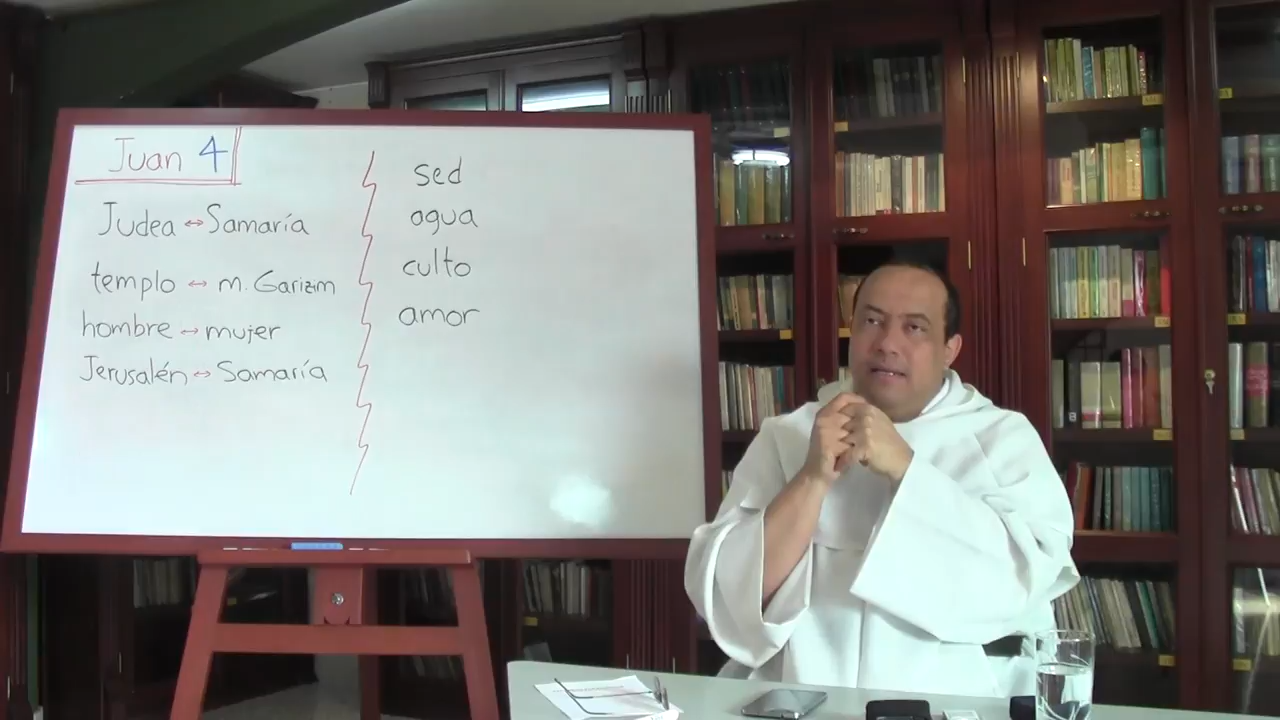 Juan 4
Judea ↔ Samaría
templo ↔ m. Garizim
hombre ↔ mujer
Jerusalén ↔ Samaría
sed
agua
culto
amor